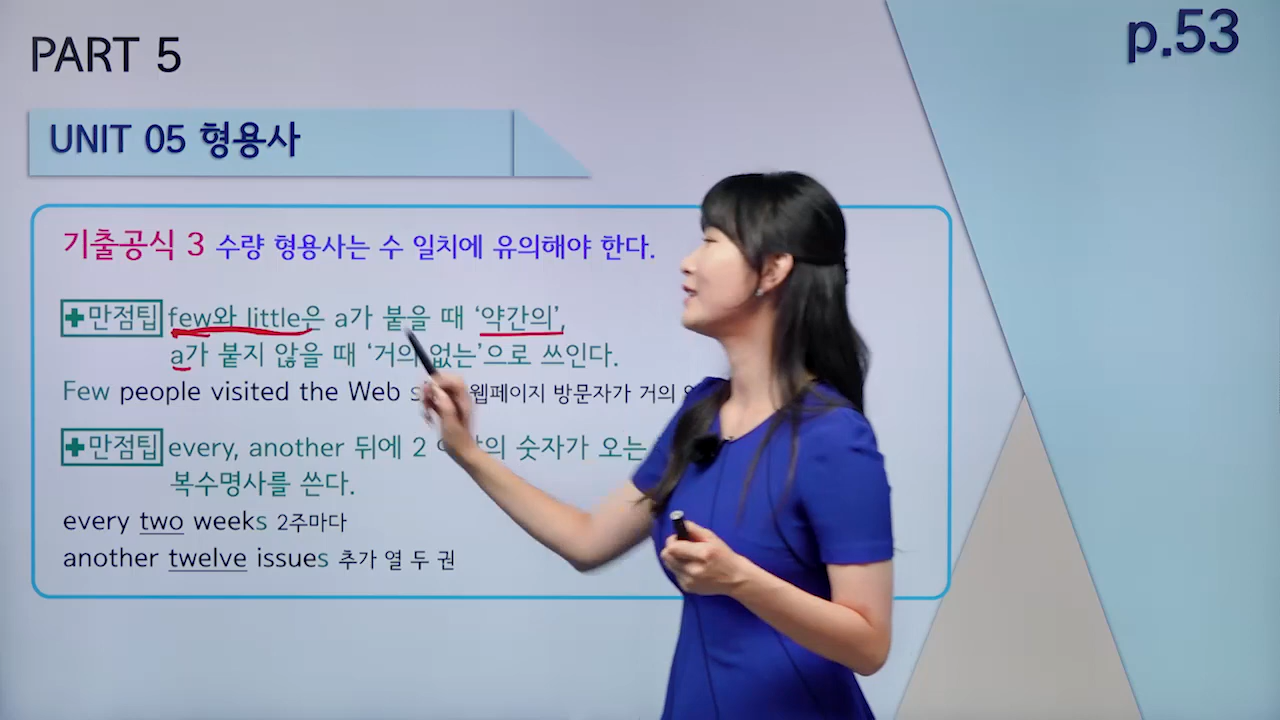 PART 5
p.53
UNIT 05 형용사
기출공식 3 수량 형용사는 수 일치에 유의해야 한다.
+만점팁 few와 little은 a가 붙을 때 ‘약간의’,
a가 붙지 않을 때 ‘거의 없는’으로 쓰인다.
Few people visited the Web 웹페이지 방문자가 거의
+만점팁 every, another 뒤에 2 숫자가 오는
복수명사를 쓴다.
every two weeks 2주마다
another twelve issues 추가 열 두 권